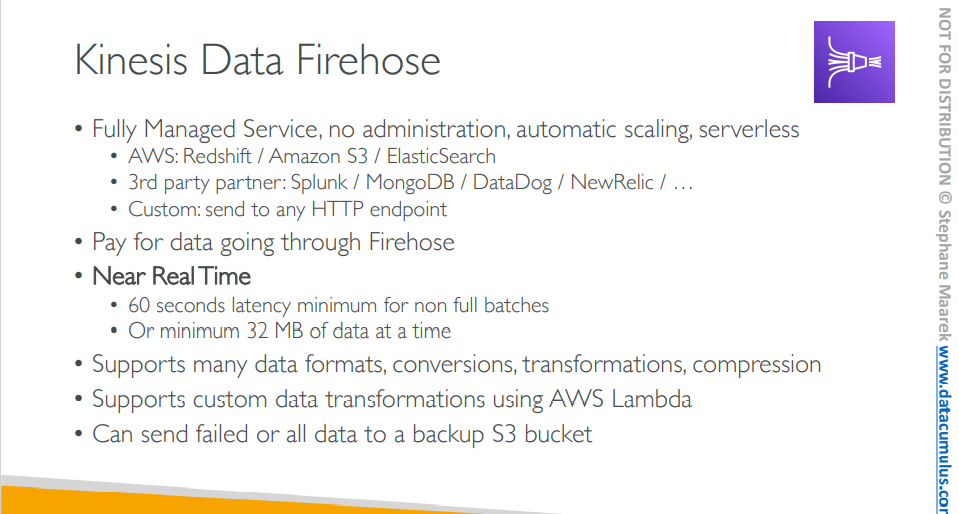 Kinesis Data Firehose
• Fully Managed Service, no administration, automatic scaling, serverless
• AWS: Redshift / Amazon S3 / ElasticSearch
• 3rd party partner: Splunk / MongoDB / DataDog / NewRelic / …
• Custom: send to any HTTP endpoint
• Pay for data going through Firehose
• Near Real Time
• 60 seconds latency minimum for non full batches
• Or minimum 32 MB of data at a time
• Supports many data formats, conversions, transformations, compression
• Supports custom data transformations using AWS Lambda
• Can send failed or all data to a backup S3 bucket
NOT FOR DISTRIBUTION © Stephane Maarek www.datacumulus.cor